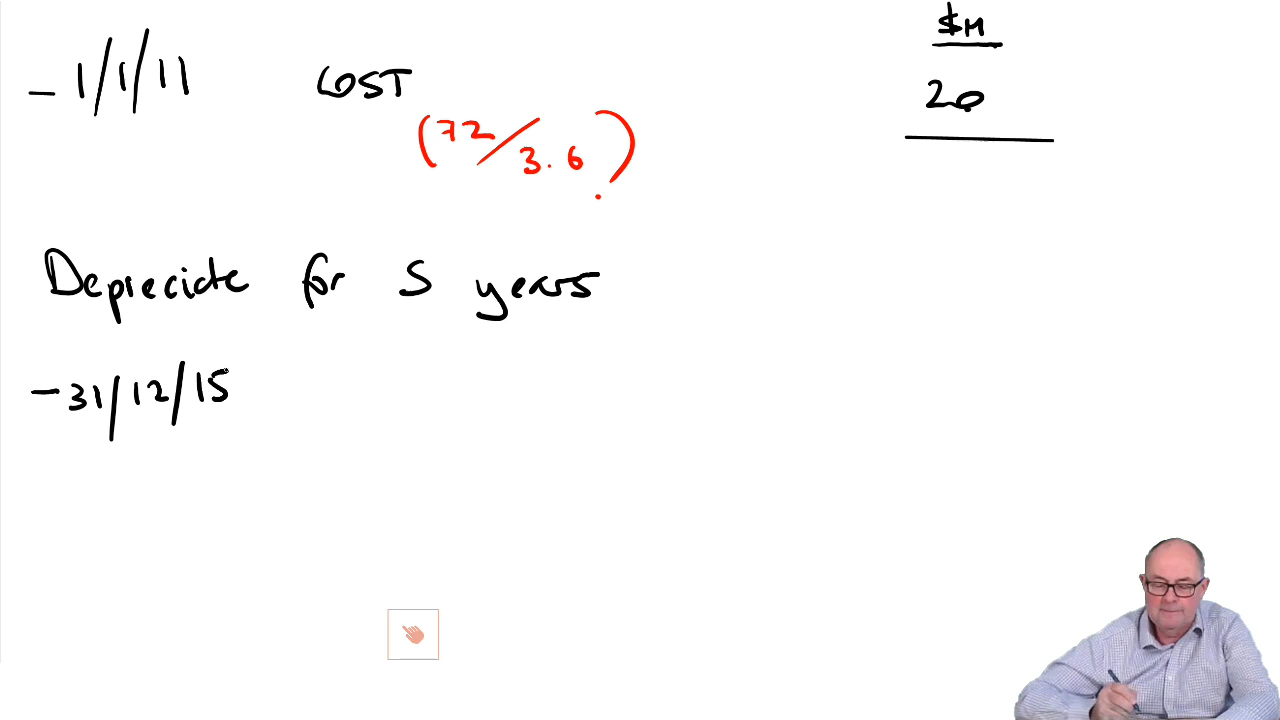 $M
- 1/1/11 COST 20
(72/3.6)
Depreciate for 5 years
- 31/12/15